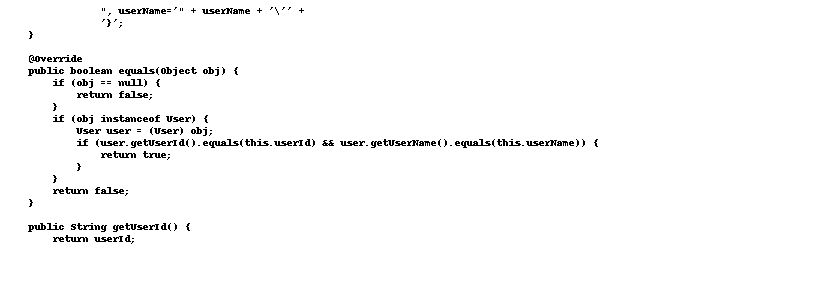 ", userName='" + userName + '\'' +
'}';
}
@Override
public boolean equals(Object obj) {
if (obj == null) {
return false;
}
if (obj instanceof User) {
User user = (User) obj;
if (user.getUserId().equals(this.userId) && user.getUserName().equals(this.userName)) {
return true;
}
}
return false;
}
public String getUserId() {
return userId;